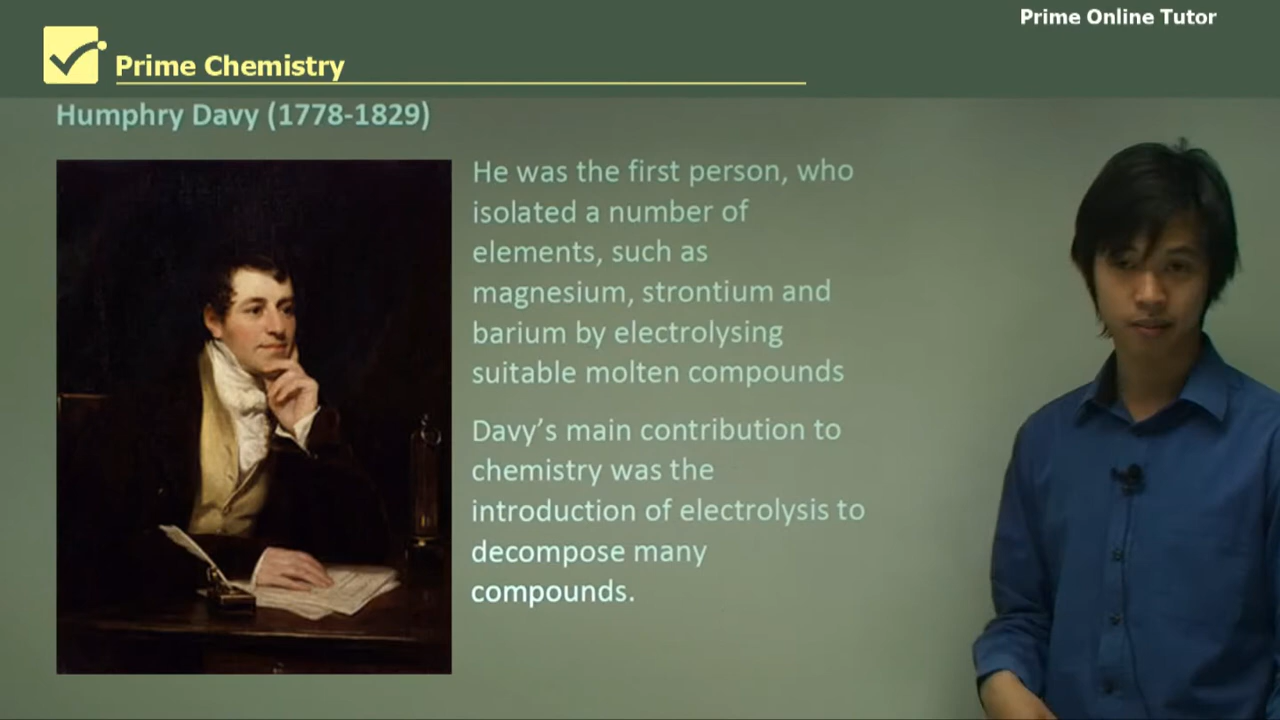 Prime Online Tutor
Prime Chemistry
Humphry Davy (1778-1829)
He was the first person, who
isolated a number of
elements, such as
magnesium, strontium and
barium by electrolysing
suitable molten compounds
Davy’s main contribution to
chemistry was the
introduction of electrolysis to
decompose many
compounds.